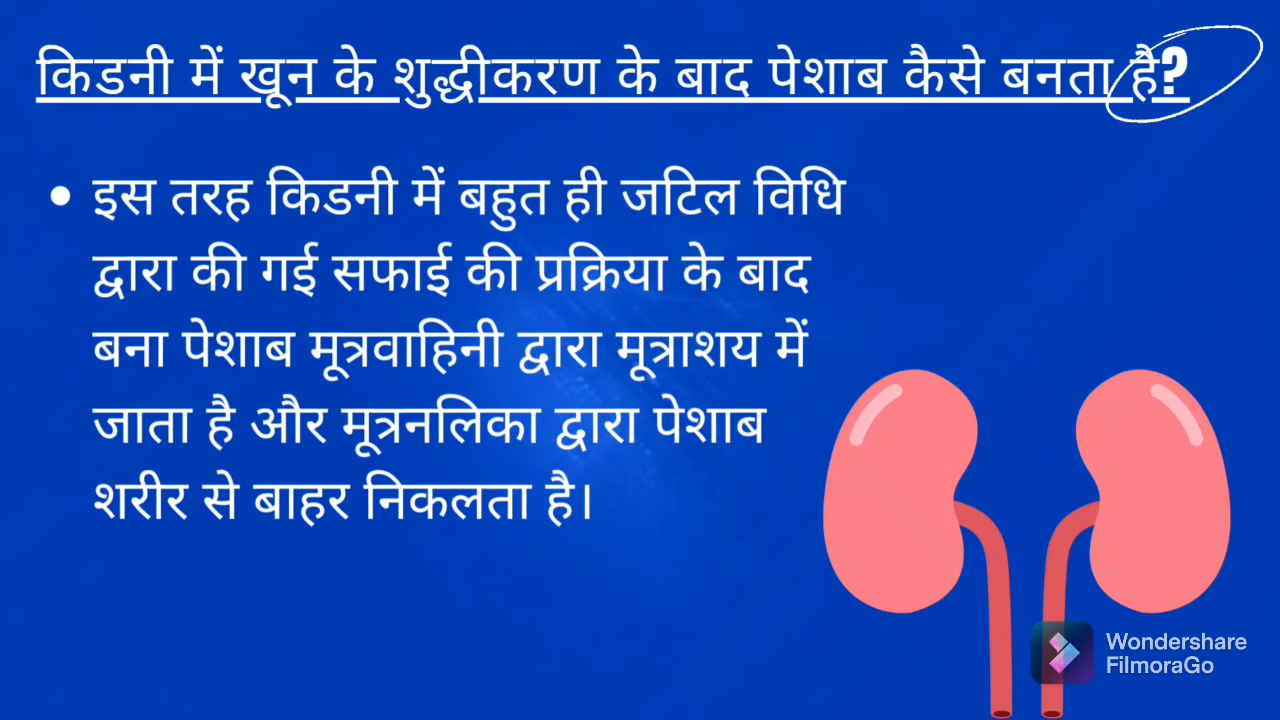 किडनी में खून के शुद्धीकरण के बाद पेशाब कैसे बनता है?
• इस तरह किडनी में बहुत ही जटिल विधि
द्वारा की गई सफाई की प्रक्रिया के बाद
बना पेशाब मूत्रवाहिनी द्वारा मूत्राशय में
जाता है और मूत्रनलिका द्वारा पेशाब
शरीर से बाहर निकलता है।
Wondershare
FilmoraGo